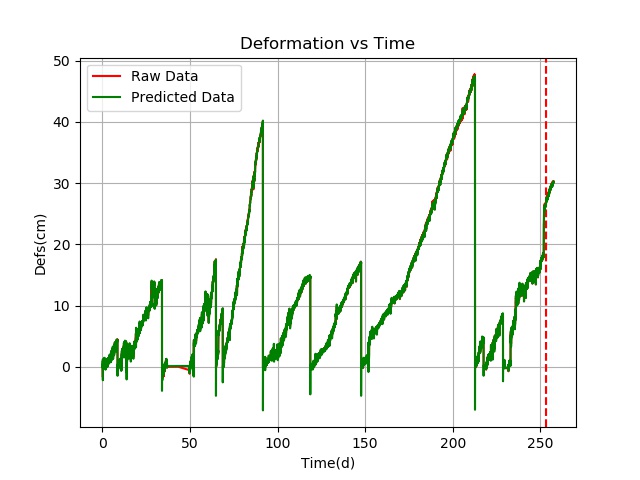 Deformation vs Time
Raw Data
Predicted Data
Defs(cm)
50
40
30
20
10
0
0 50 100 150 200 250
Time(d)